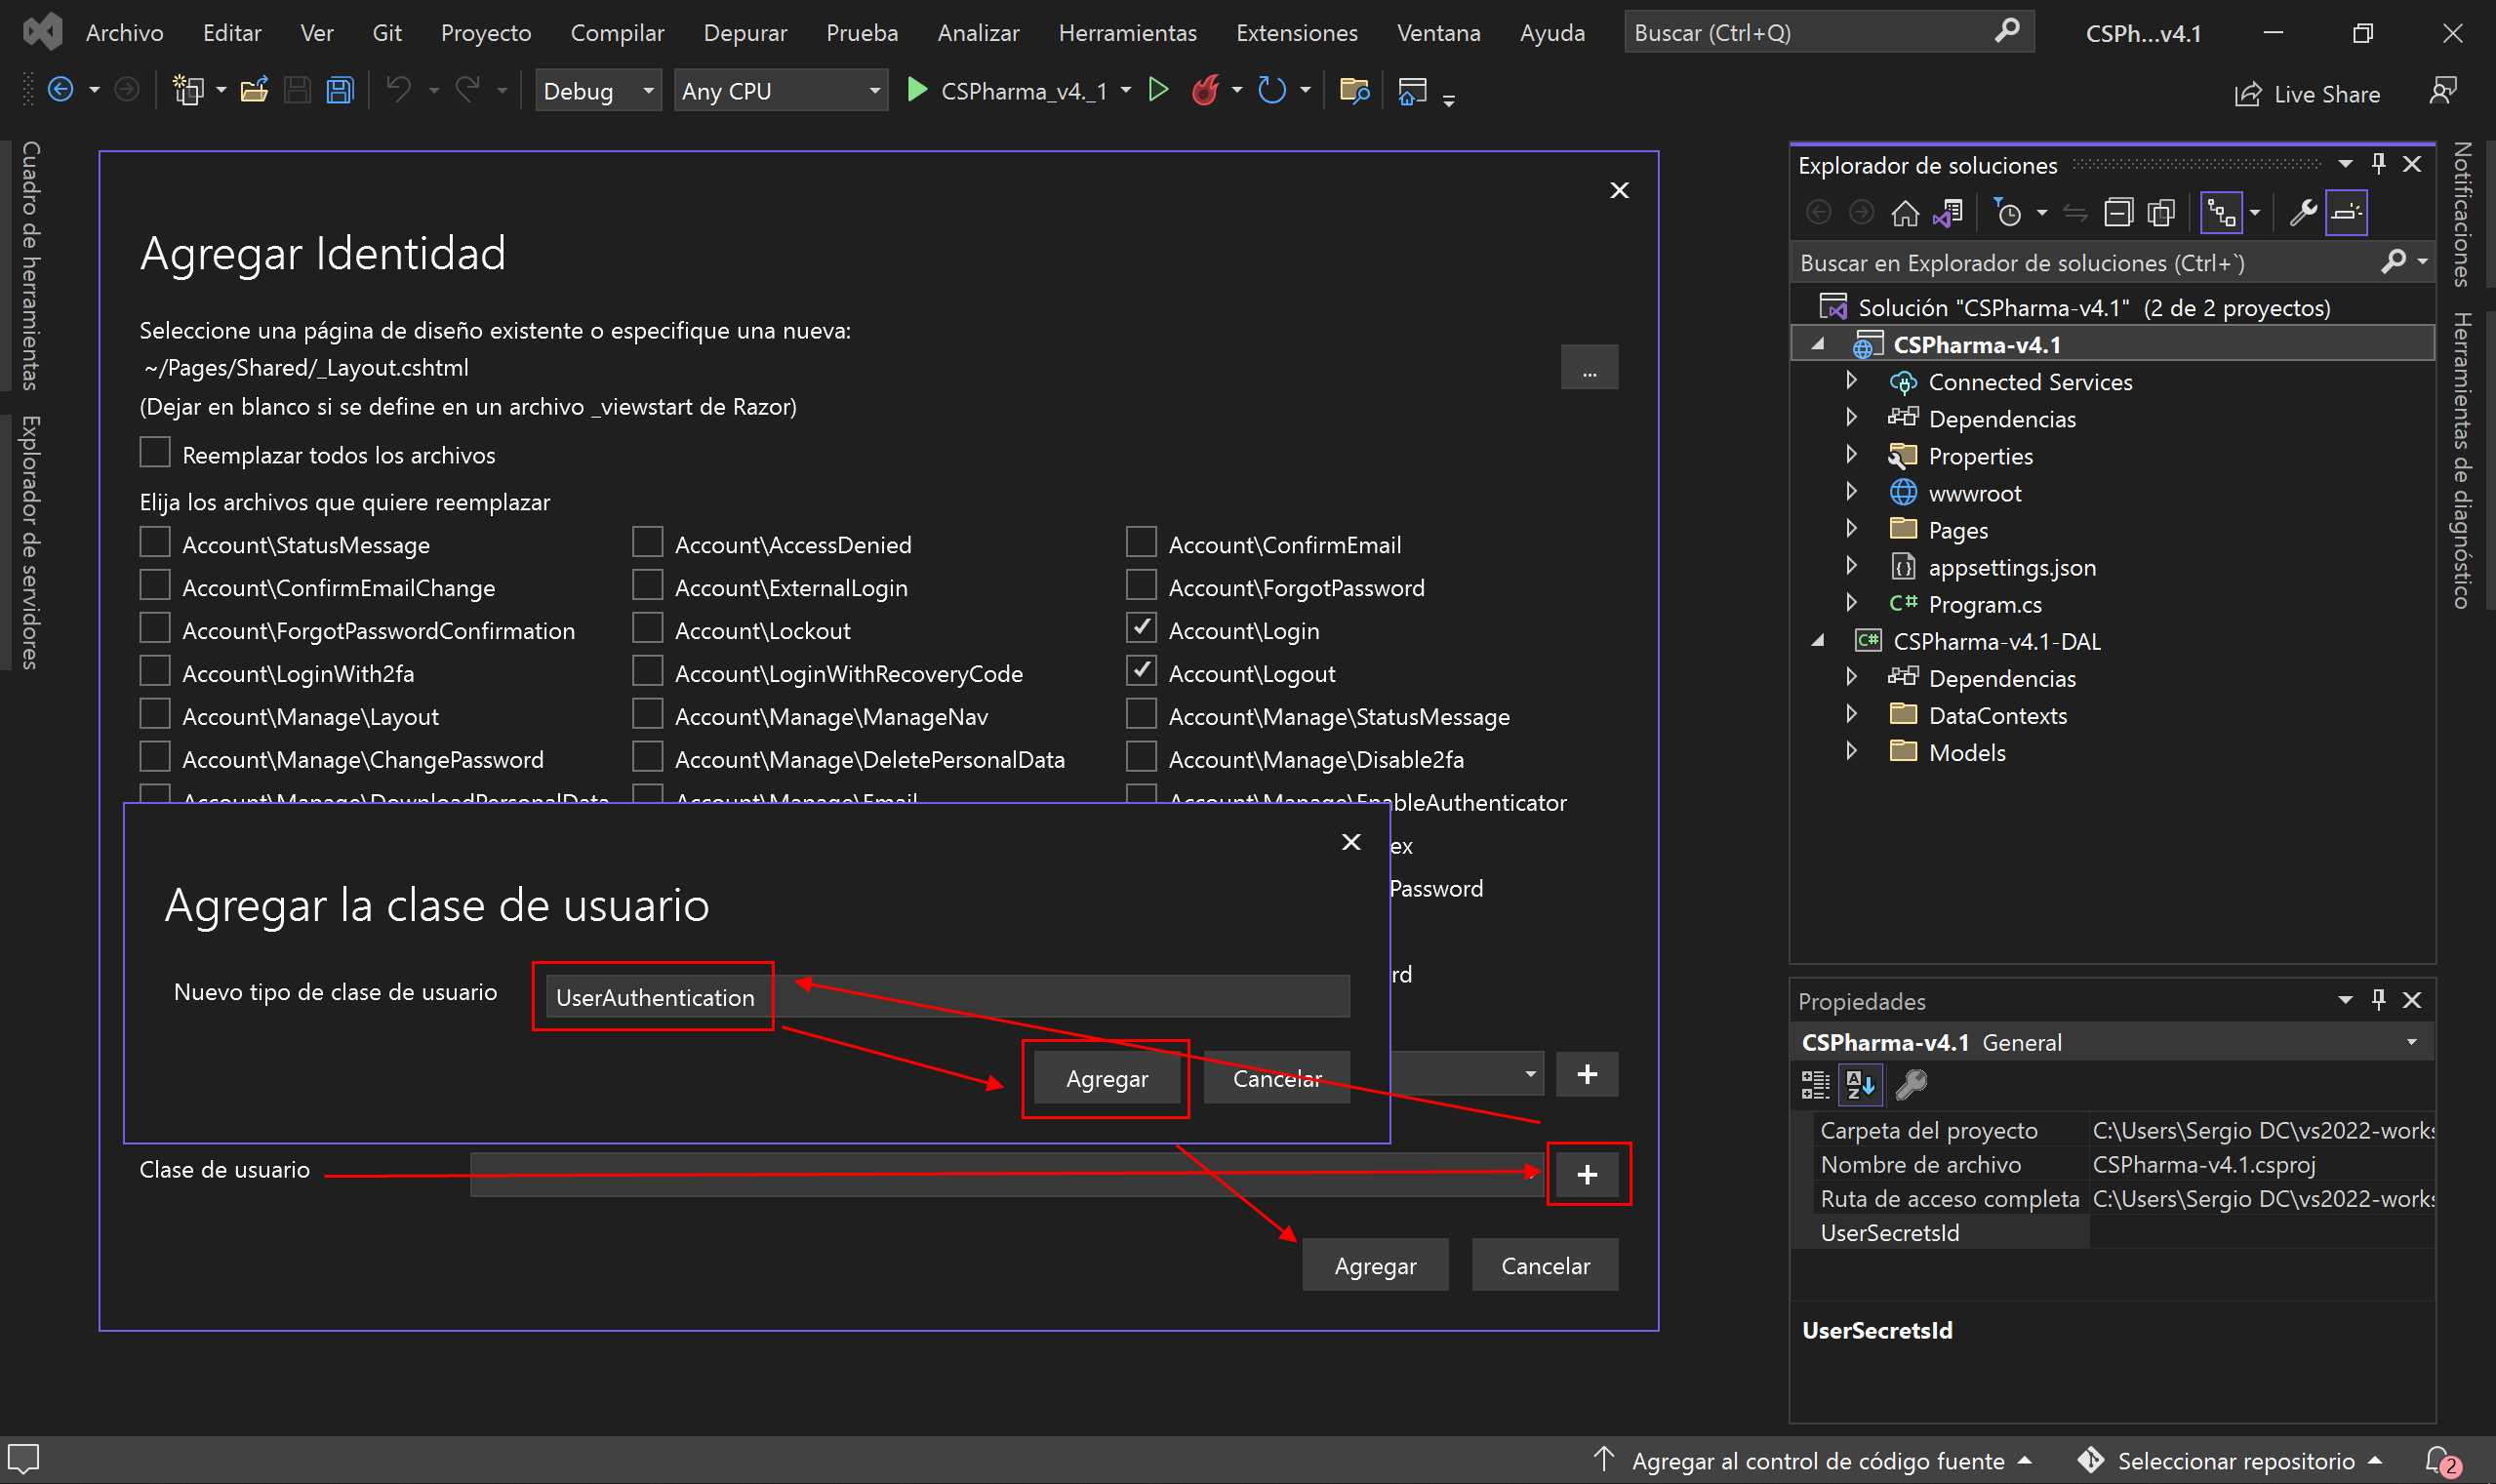 Archivo Editar Ver Git Proyecto Compilar Depurar Prueba Analizar Herramientas Extensiones Ventana Ayuda Buscar (Ctrl+Q) CSPh...v4.1
Debug Any CPU CSPharma_v4._1 Live Share
Cuadro de herramientas
Explorador de servidores
Agregar Identidad
Seleccione una página de diseño existente o especifique una nueva:
~/Pages/Shared/_Layout.cshtml
...
(Dejar en blanco si se define en un archivo _viewstart de Razor)
Reemplazar todos los archivos
Elija los archivos que quiere reemplazar
Account\StatusMessage Account\AccessDenied Account\ConfirmEmail
Account\ConfirmEmailChange Account\ExternalLogin Account\ForgotPassword
Account\ForgotPasswordConfirmation Account\Lockout Account\Login
Account\LoginWith2fa Account\LoginWithRecoveryCode Account\Logout
Account\Manage\Layout Account\Manage\ManageNav Account\Manage\StatusMessage
Account\Manage\ChangePassword Account\Manage\DeletePersonalData Account\Manage\Disable2fa
Account\Manage\DownloadPersonalData Account\Manage\Email Account\Manage\EnableAuthenticator
ex
Password
rd
Agregar la clase de usuario
Nuevo tipo de clase de usuario UserAuthentication
Agregar Cancelar
Clase de usuario
Agregar Cancelar
Explorador de soluciones
Buscar en Explorador de soluciones (Ctrl+`)
Solución "CSPharma-v4.1" (2 de 2 proyectos)
CSPharma-v4.1
Connected Services
Dependencias
Properties
wwwroot
Pages
appsettings.json
C# Program.cs
C# CSPharma-v4.1-DAL
Dependencias
DataContexts
Models
Propiedades
CSPharma-v4.1 General
Carpeta del proyecto C:\Users\Sergio DC\vs2022-works
Nombre de archivo CSPharma-v4.1.csproj
Ruta de acceso completa C:\Users\Sergio DC\vs2022-works
UserSecretsId
UserSecretsId
Notificaciones
Herramientas de diagnóstico
Agregar al control de código fuente Seleccionar repositorio 2